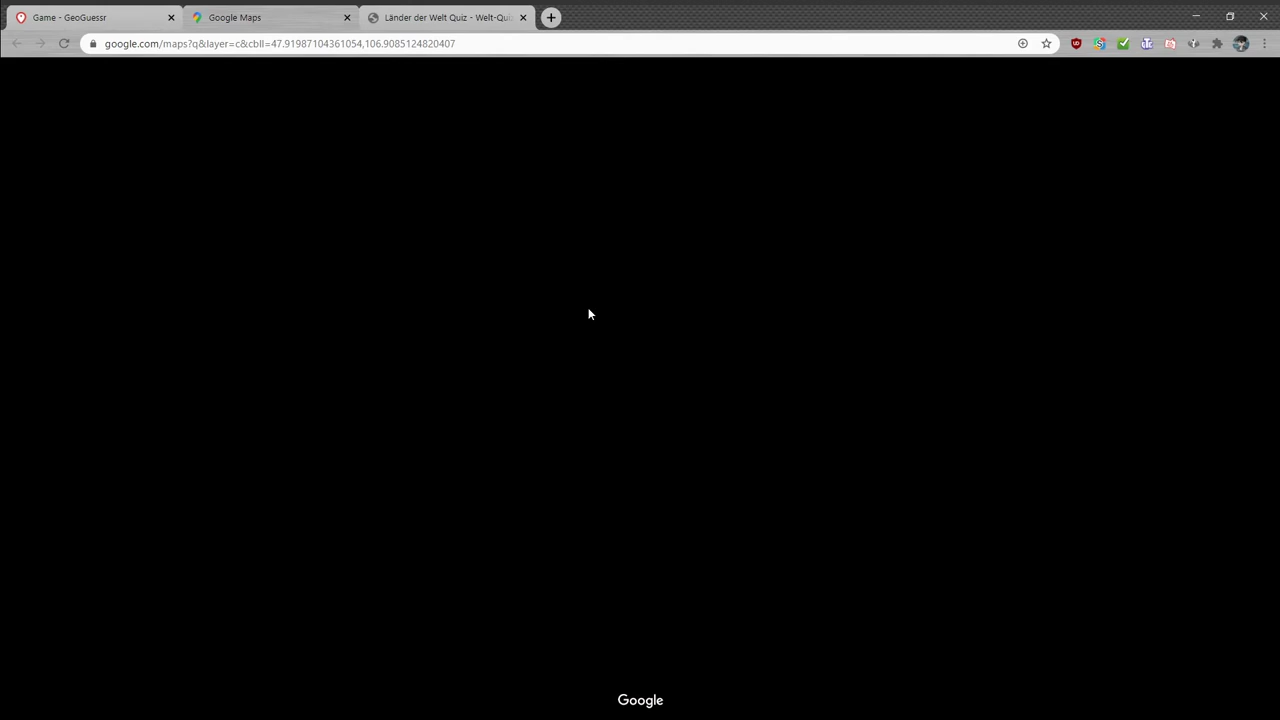 Game - GeoGuessr
Google Maps
Länder der Welt Quiz - Welt-Qui
google.com/maps?q&layer=c&cbll=47.91987104361054,106.9085124820407
Google